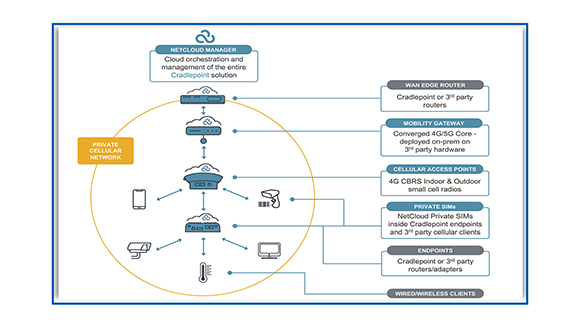 NETCLOUD MANAGER
Cloud orchestration and
management of the entire
Cradlepoint solution
PRIVATE
CELLULAR
NETWORK
WAN EDGE ROUTER
Cradlepoint or 3rd party
routers
MOBILITY GATEWAY
Converged 4G/5G Core -
deployed on-prem on
3rd party hardware
CELLULAR ACCESS POINTS
4G CBRS Indoor & Outdoor
small cell radios
PRIVATE SIMs
NetCloud Private SIMs
inside Cradlepoint endpoints
and 3rd party cellular clients
ENDPOINTS
Cradlepoint or 3rd party
routers/adapters
WIRED/WIRELESS CLIENTS